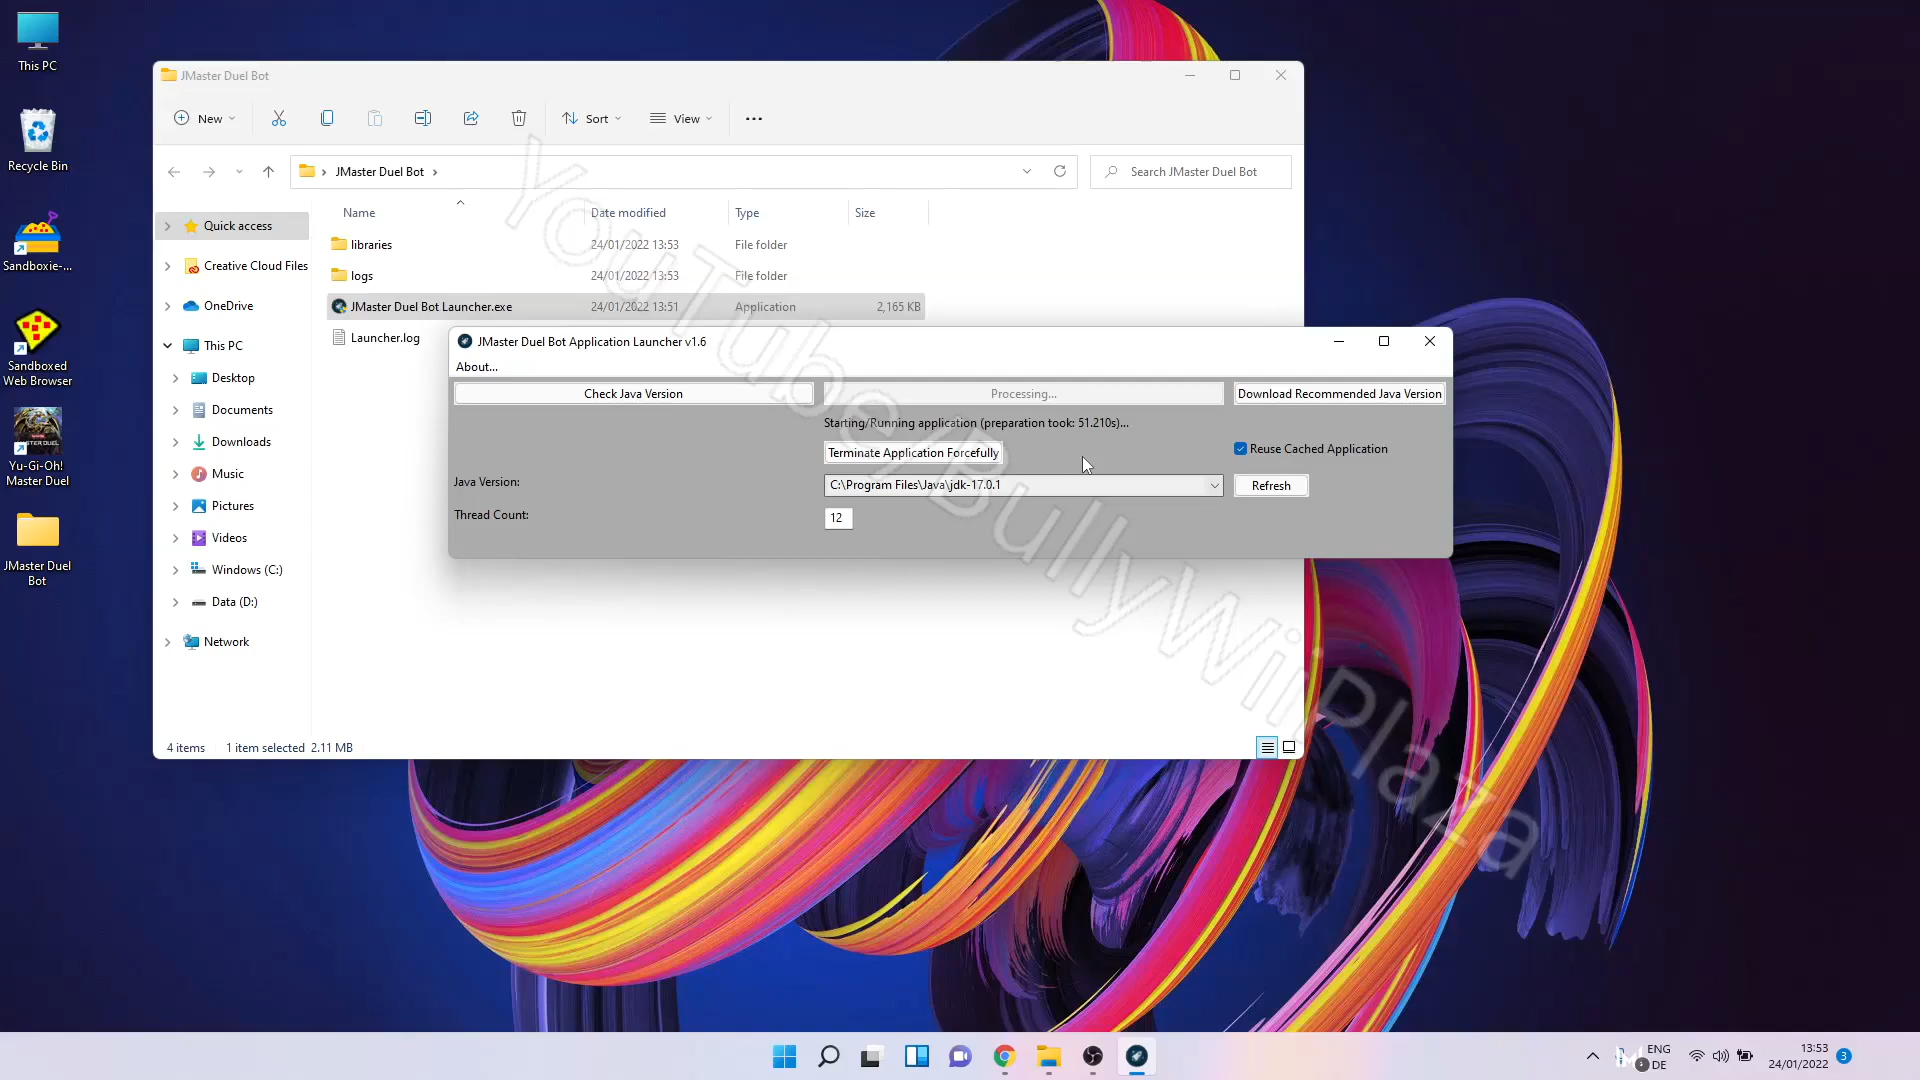 This PC
Recycle Bin
Sandboxie-...
Sandboxed
Web Browser
Yu-Gi-Oh!
Master Duel
JMaster Duel
Bot
JMaster Duel Bot
New
Sort
View
JMaster Duel Bot
Search JMaster Duel Bot
Name Date modified Type Size
libraries 24/01/2022 13:53 File folder
logs 24/01/2022 13:53 File folder
JMaster Duel Bot Launcher.exe 24/01/2022 13:51 Application 2,165 KB
Launcher.log
Quick access
Creative Cloud Files
OneDrive
This PC
Desktop
Documents
Downloads
Music
Pictures
Videos
Windows (C:)
Data (D:)
Network
4 items 1 item selected 2.11 MB
JMaster Duel Bot Application Launcher v1.6
About...
Check Java Version
Processing...
Download Recommended Java Version
Starting/Running application (preparation took: 51.210s)...
Terminate Application Forcefully
Reuse Cached Application
Java Version:
C:\Program Files\Java\jdk-17.0.1
Refresh
Thread Count:
12
YouTube/BullyWiiPlaza
ENG
DE
13:53
24/01/2022
3